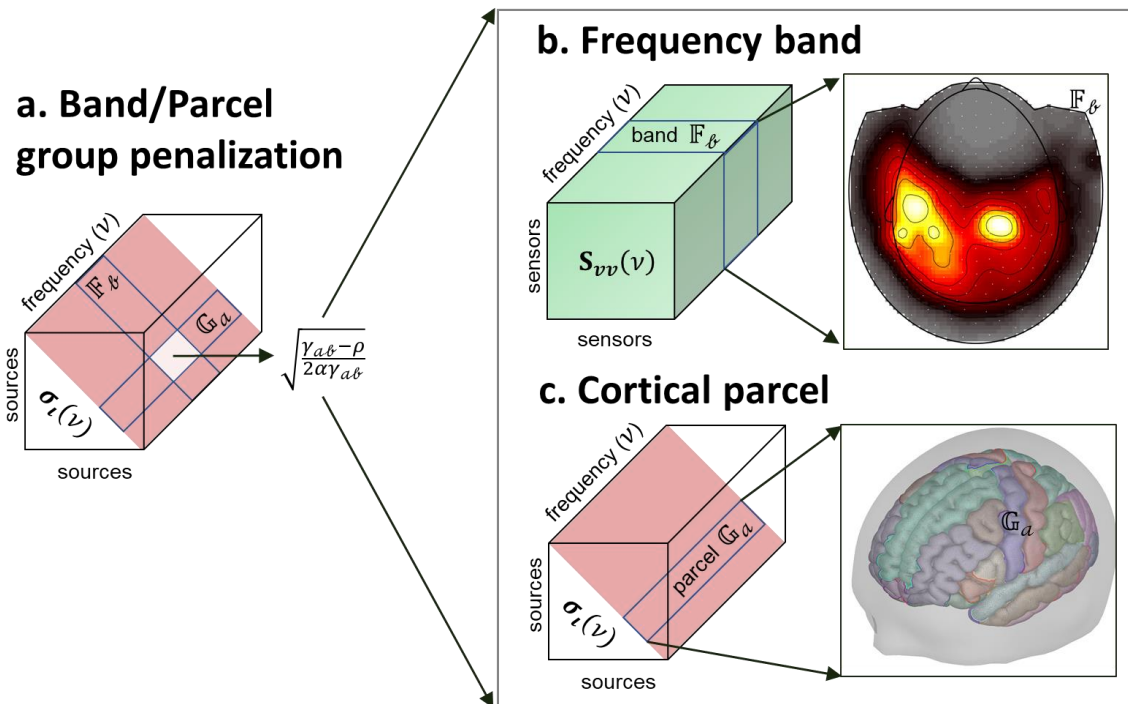 a. Band/Parcel
group penalization
frequency (ν)
𝔽𝒷
𝔾ₐ
sources
σι(ν)
sources
√((γₐ𝒷−ρ)/(2αγₐ𝒷))
b. Frequency band
frequency (ν)
band 𝔽𝒷
sensors
S𝑣𝑣(ν)
sensors
𝔽𝒷
c. Cortical parcel
frequency (ν)
parcel 𝔾ₐ
sources
σι(ν)
sources
𝔾ₐ